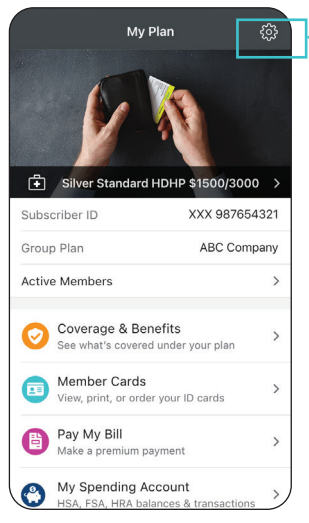 My Plan
Silver Standard HDHP $1500/3000
Subscriber ID XXX 987654321
Group Plan ABC Company
Active Members
Coverage & Benefits
See what's covered under your plan
Member Cards
View, print, or order your ID cards
Pay My Bill
Make a premium payment
My Spending Account
HSA, FSA, HRA balances & transactions